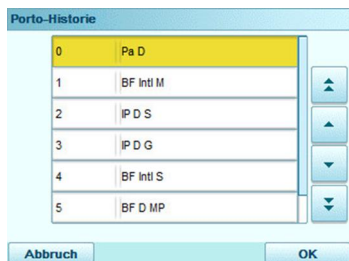 Porto-Historie
0 Pa D
1 BF Intl M
2 IP D S
3 IP D G
4 BF Intl S
5 BF D MP
Abbruch OK